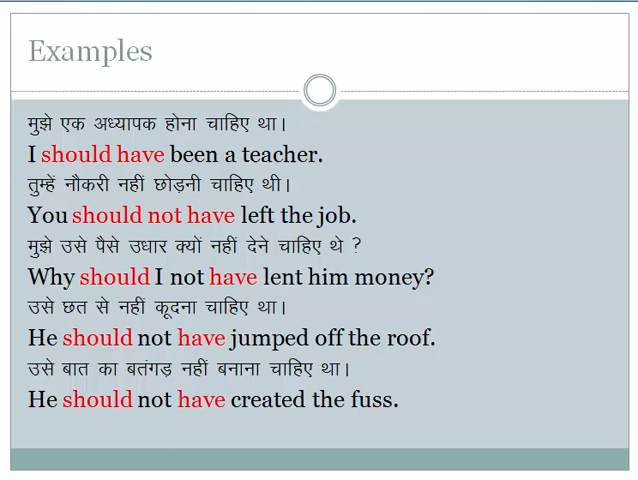 Examples
मुझे एक अध्यापक होना चाहिए था।
I should have been a teacher.
तुम्हें नौकरी नहीं छोड़नी चाहिए थी।
You should not have left the job.
मुझे उसे पैसे उधार क्यों नहीं देने चाहिए थे ?
Why should I not have lent him money?
उसे छत से नहीं कूदना चाहिए था।
He should not have jumped off the roof.
उसे बात का बतंगड़ नहीं बनाना चाहिए था।
He should not have created the fuss.